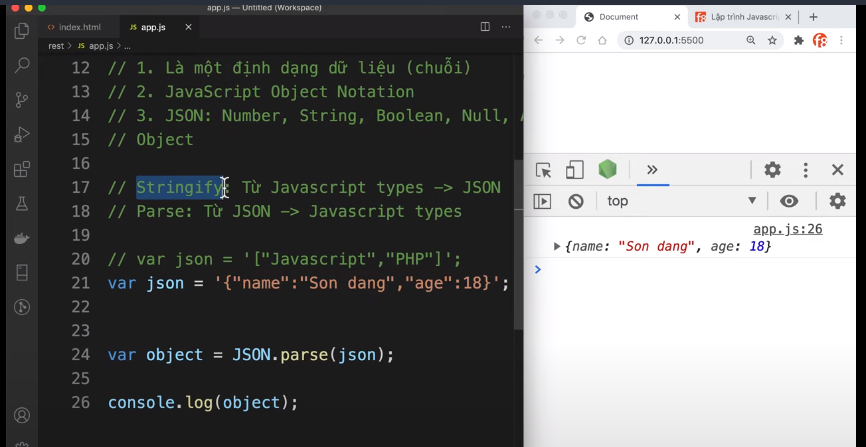 app.js — Untitled (Workspace)
index.html
JS app.js
rest > JS app.js > ...
12 // 1. Là một định dạng dữ liệu (chuỗi)
13 // 2. JavaScript Object Notation
14 // 3. JSON: Number, String, Boolean, Null,
15 // Object
16
17 // Stringify: Từ Javascript types -> JSON
18 // Parse: Từ JSON -> Javascript types
19
20 // var json = '["Javascript","PHP"]';
21 var json = '{"name":"Son dang","age":18}';
22
23
24 var object = JSON.parse(json);
25
26 console.log(object);
Document
F8 Lập trình Javascri
127.0.0.1:5500
top
app.js:26
{name: "Son dang", age: 18}